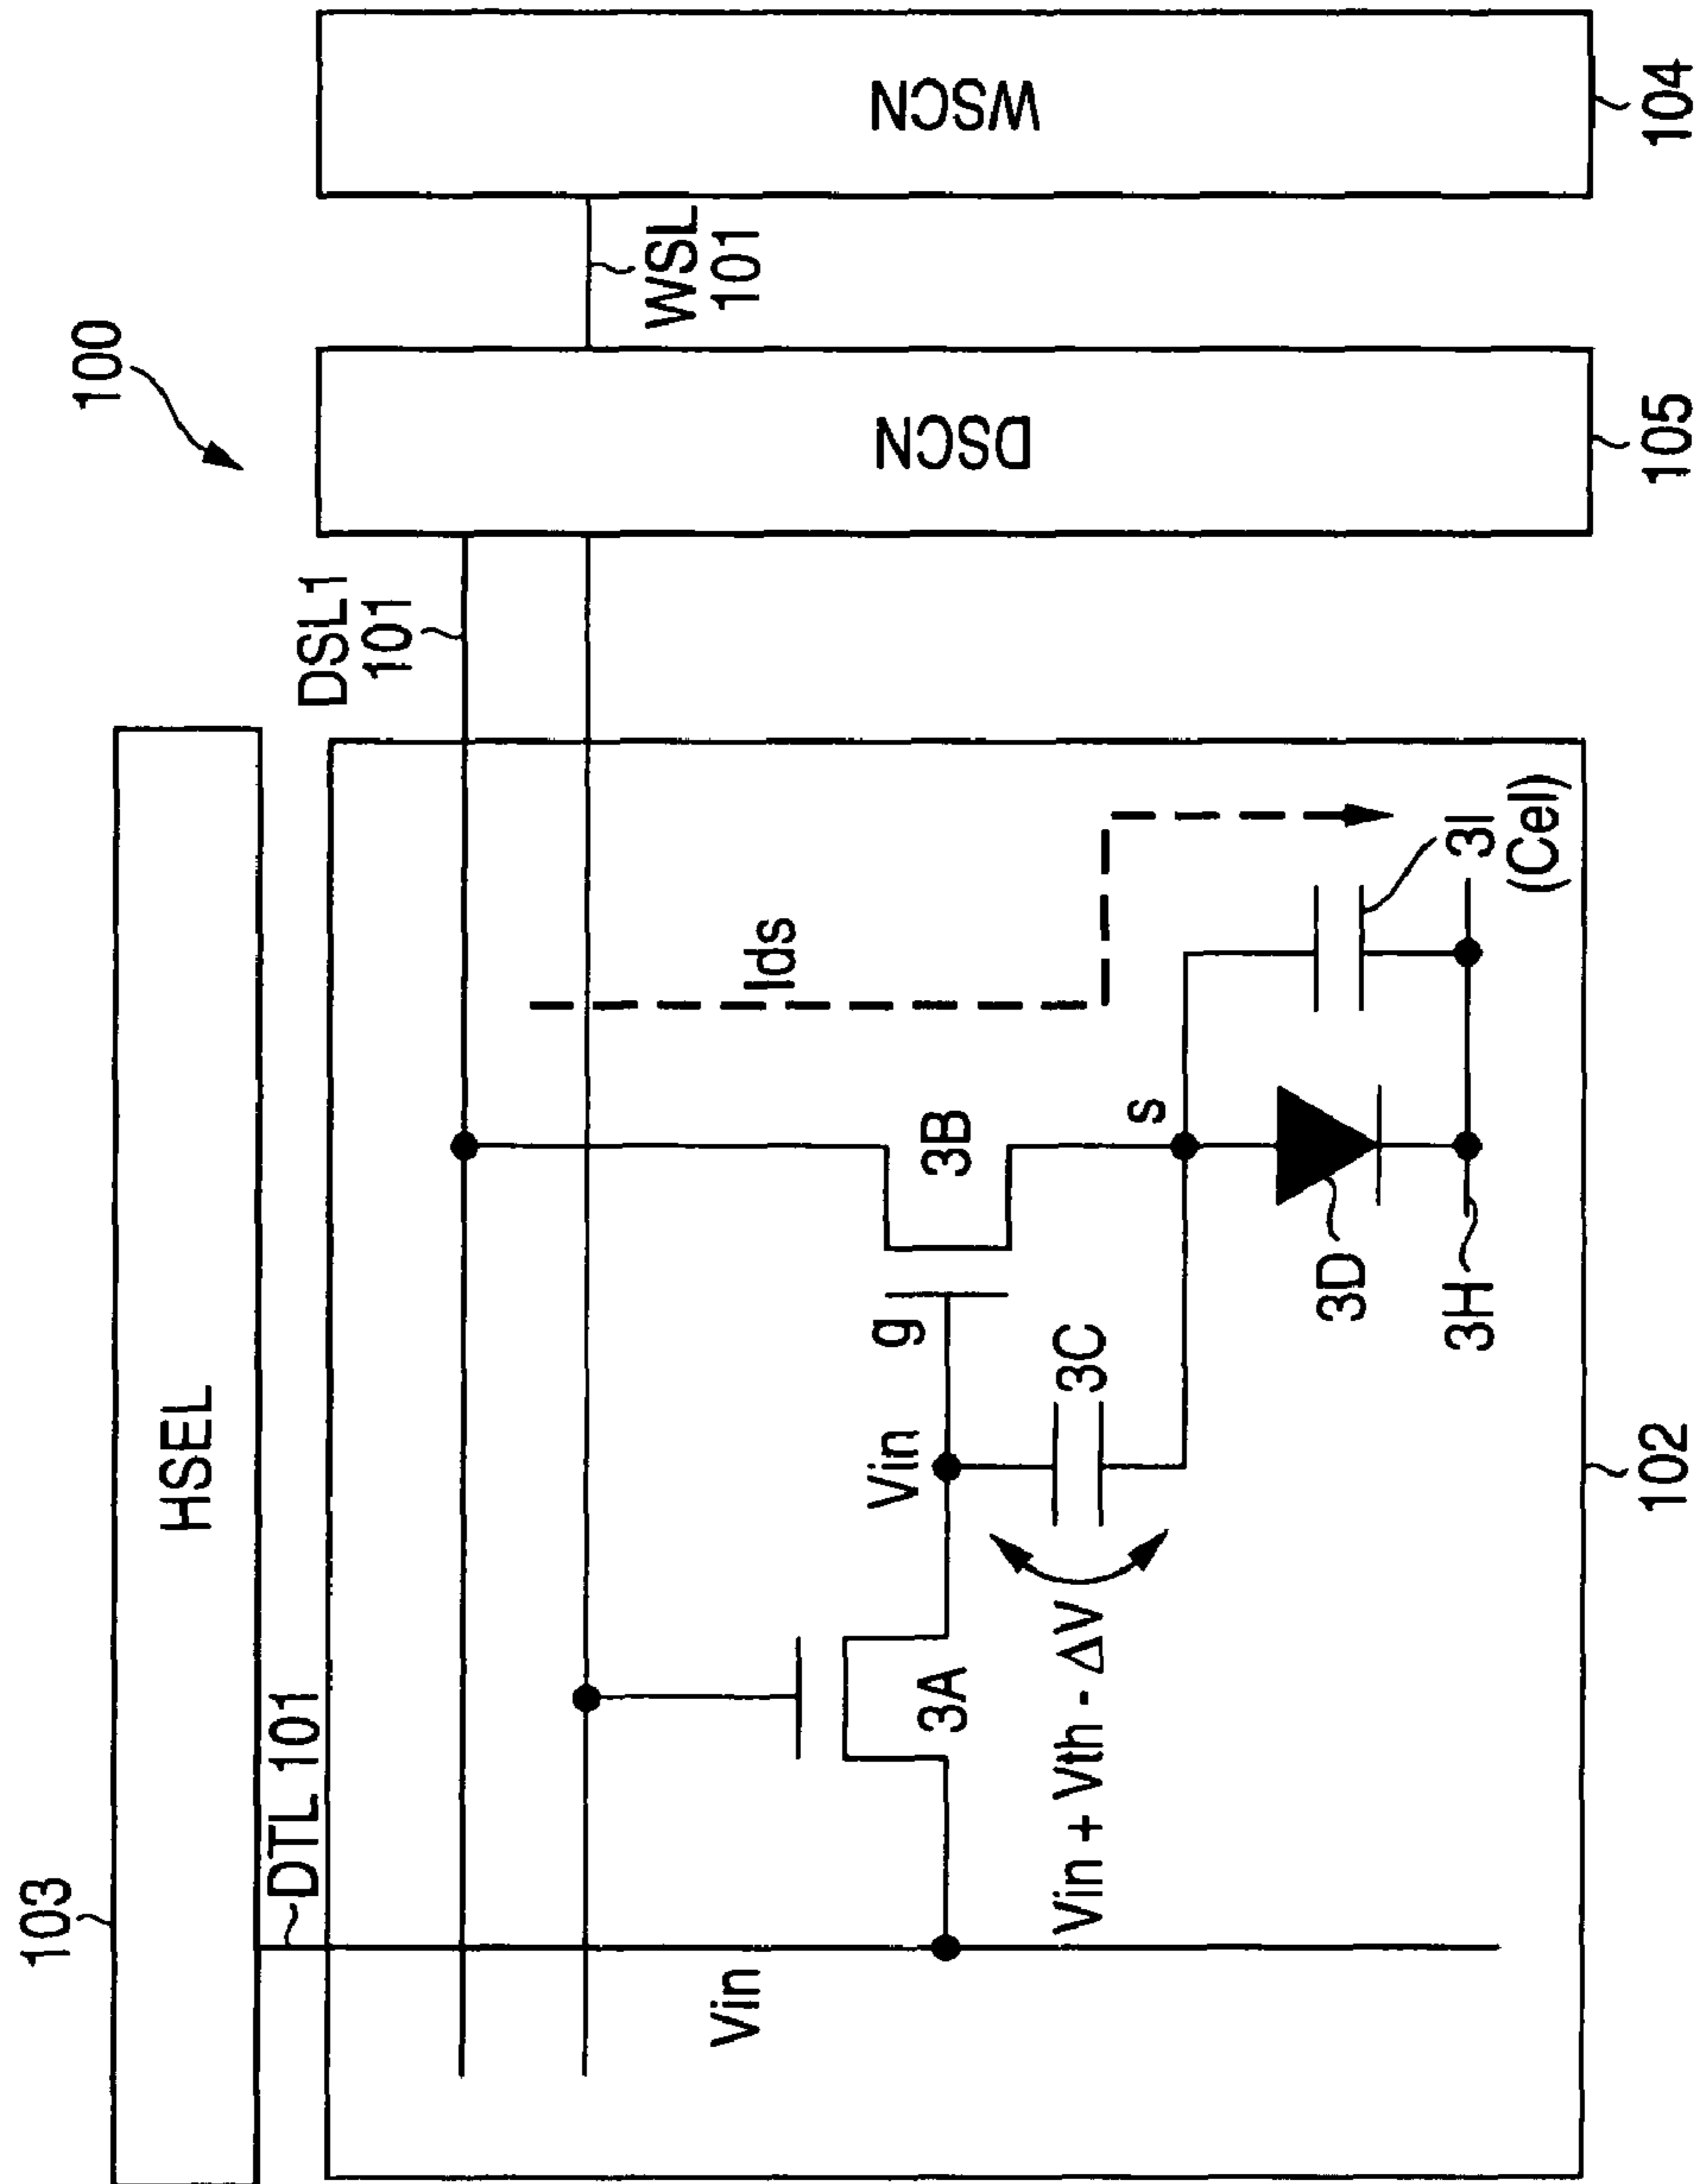 100
103
HSEL
DTL 101
DSL1
101
WSL
101
Vin
Vin
g
3A
3B
3C
Vin + Vth - ΔV
Ids
s
3D
3H
3I
(Cel)
DSCN
WSCN
102
105
104